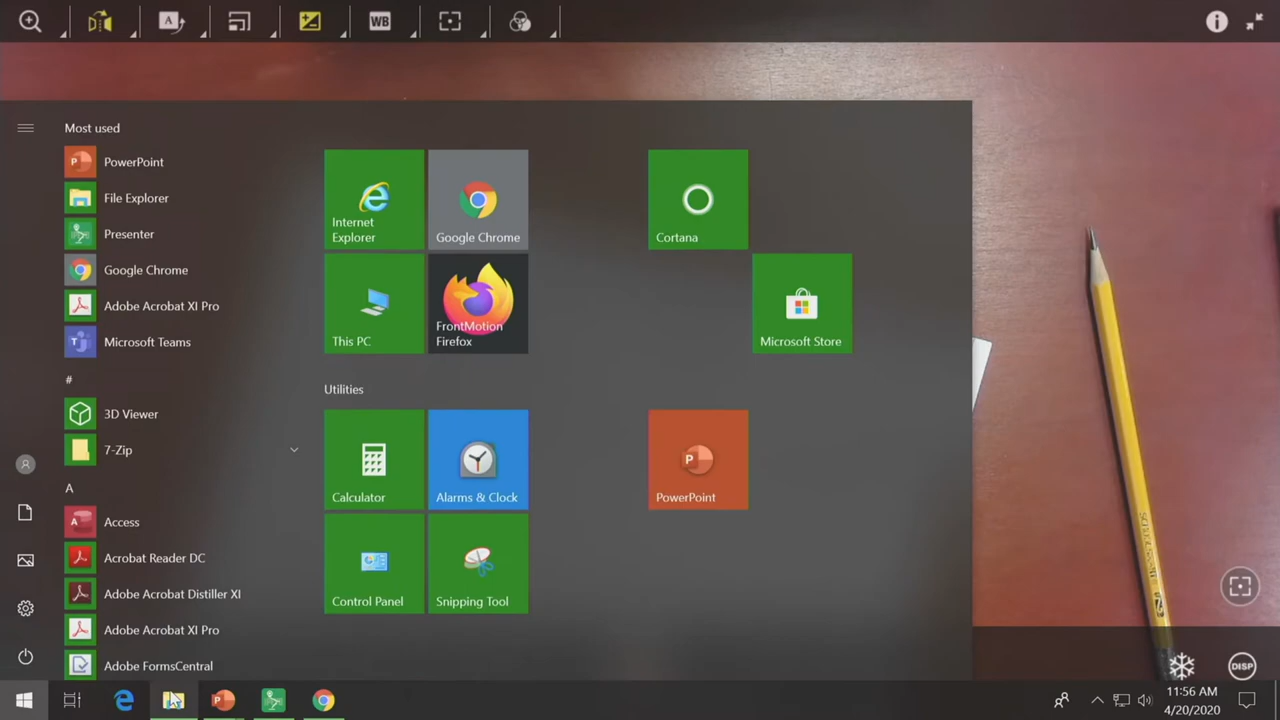 WB
Most used
PowerPoint
File Explorer
Presenter
Google Chrome
Adobe Acrobat XI Pro
Microsoft Teams
#
3D Viewer
7-Zip
A
Access
Acrobat Reader DC
Adobe Acrobat Distiller XI
Adobe Acrobat XI Pro
Adobe FormsCentral
Internet Explorer
Google Chrome
This PC
FrontMotion Firefox
Utilities
Calculator
Alarms & Clock
Control Panel
Snipping Tool
Cortana
Microsoft Store
PowerPoint
DISP
11:56 AM
4/20/2020